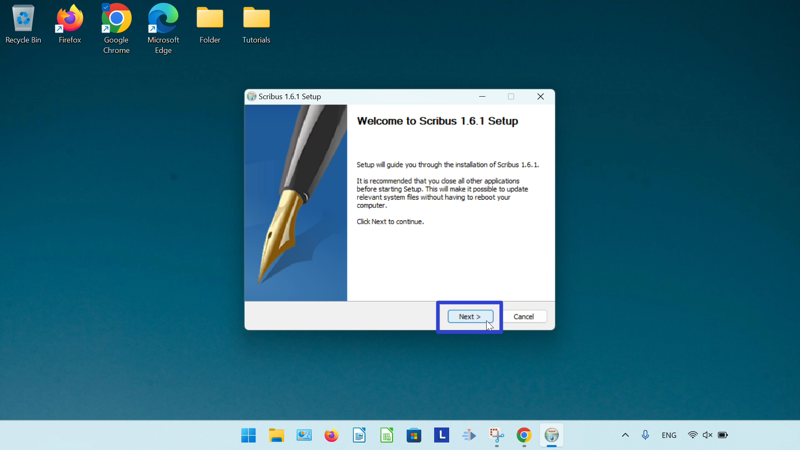 Recycle Bin
Firefox
Google
Chrome
Microsoft
Edge
Folder
Tutorials
Scribus 1.6.1 Setup
Welcome to Scribus 1.6.1 Setup
Setup will guide you through the installation of Scribus 1.6.1.
It is recommended that you close all other applications
before starting Setup. This will make it possible to update
relevant system files without having to reboot your
computer.
Click Next to continue.
Next >
Cancel
L
ENG